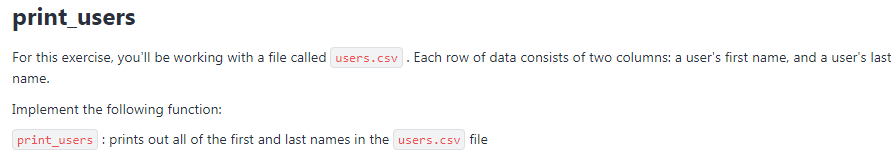 print_users
For this exercise, you'll be working with a file called users.csv . Each row of data consists of two columns: a user's first name, and a user's last
name.
Implement the following function:
print_users : prints out all of the first and last names in the users.csv file